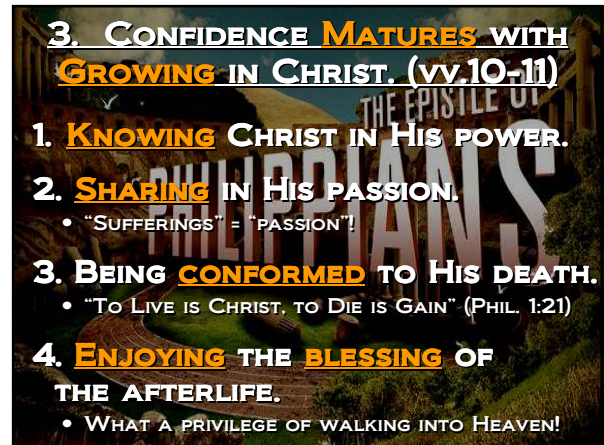 3. Confidence Matures with
Growing in Christ. (vv.10-11)
THE EPISTLE OF
PHILIPPIANS
1. Knowing Christ in His power.
2. Sharing in His passion.
• “Sufferings” = “passion”!
3. Being conformed to His death.
• “To Live is Christ, to Die is Gain” (Phil. 1:21)
4. Enjoying the blessing of
the afterlife.
• What a privilege of walking into Heaven!